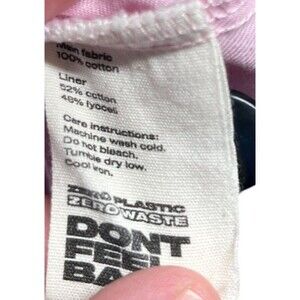 Main fabric
100% cotton
Liner
52% cotton
48% lyocell
Care instructions:
Machine wash cold.
Do not bleach.
Tumble dry low.
Cool iron.
ZERO PLASTIC
ZERO WASTE
DONT
FEEL